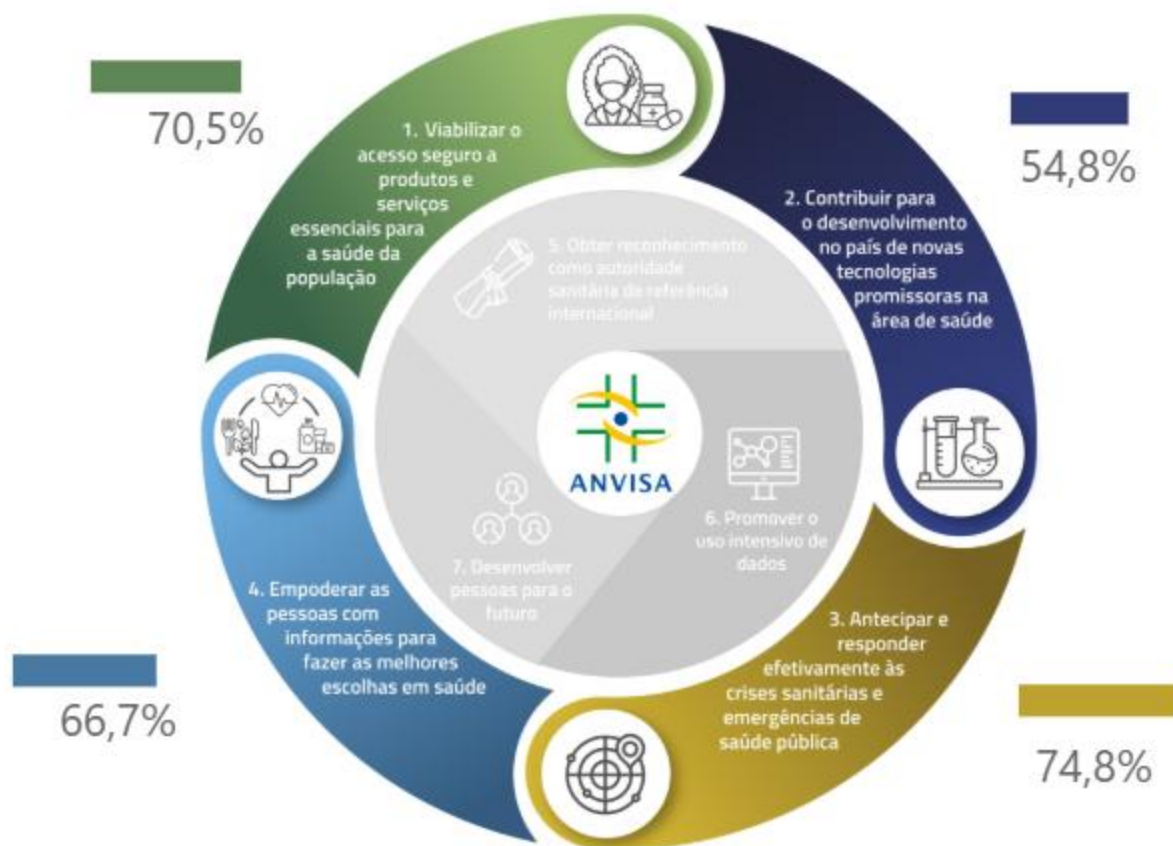 70,5%
1. Viabilizar o
acesso seguro a
produtos e
serviços
essenciais para
a saúde da
população
54,8%
2. Contribuir para
o desenvolvimento
no país de novas
tecnologias
promissoras na
área de saúde
5. Obter reconhecimento
como autoridade
sanitária de referência
internacional
ANVISA
6. Promover o
uso intensivo de
dados
7. Desenvolver
pessoas para o
futuro
4. Empoderar as
pessoas com
informações para
fazer as melhores
escolhas em saúde
66,7%
3. Antecipar e
responder
efetivamente às
crises sanitárias e
emergências de
saúde pública
74,8%